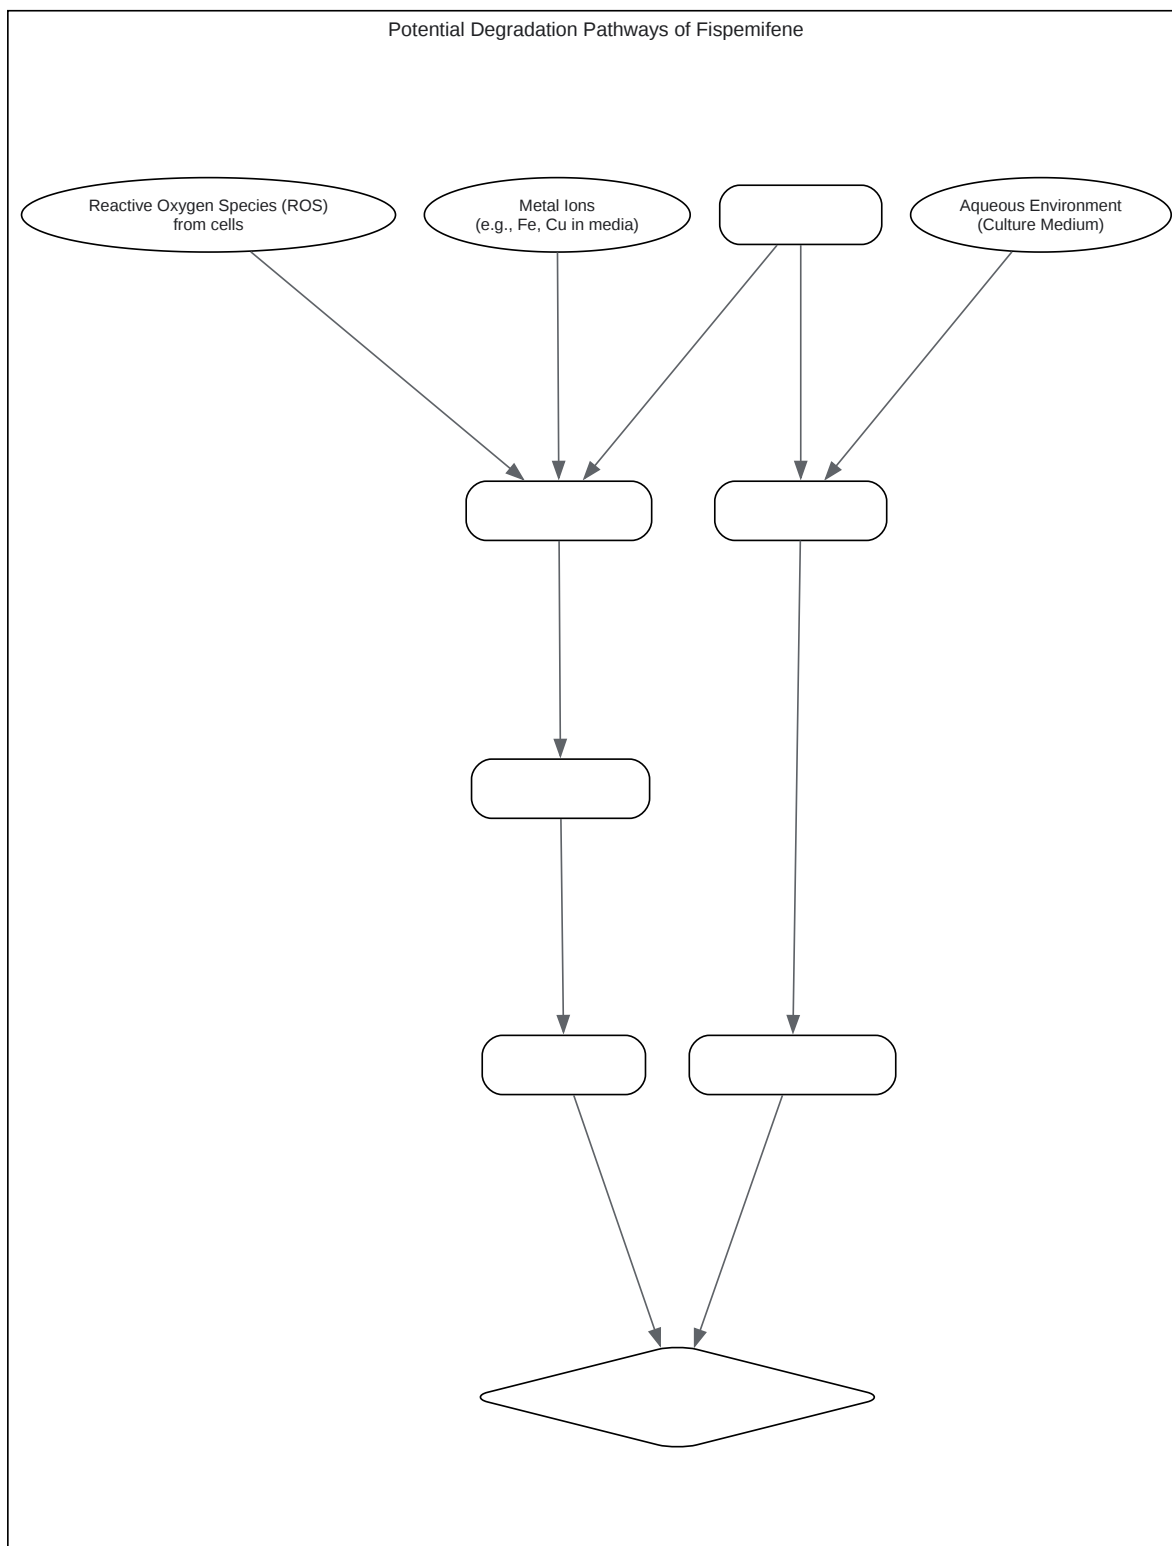 Potential Degradation Pathways of Fispemifene
Reactive Oxygen Species (ROS)
from cells
Metal Ions
(e.g., Fe, Cu in media)
Aqueous Environment
(Culture Medium)